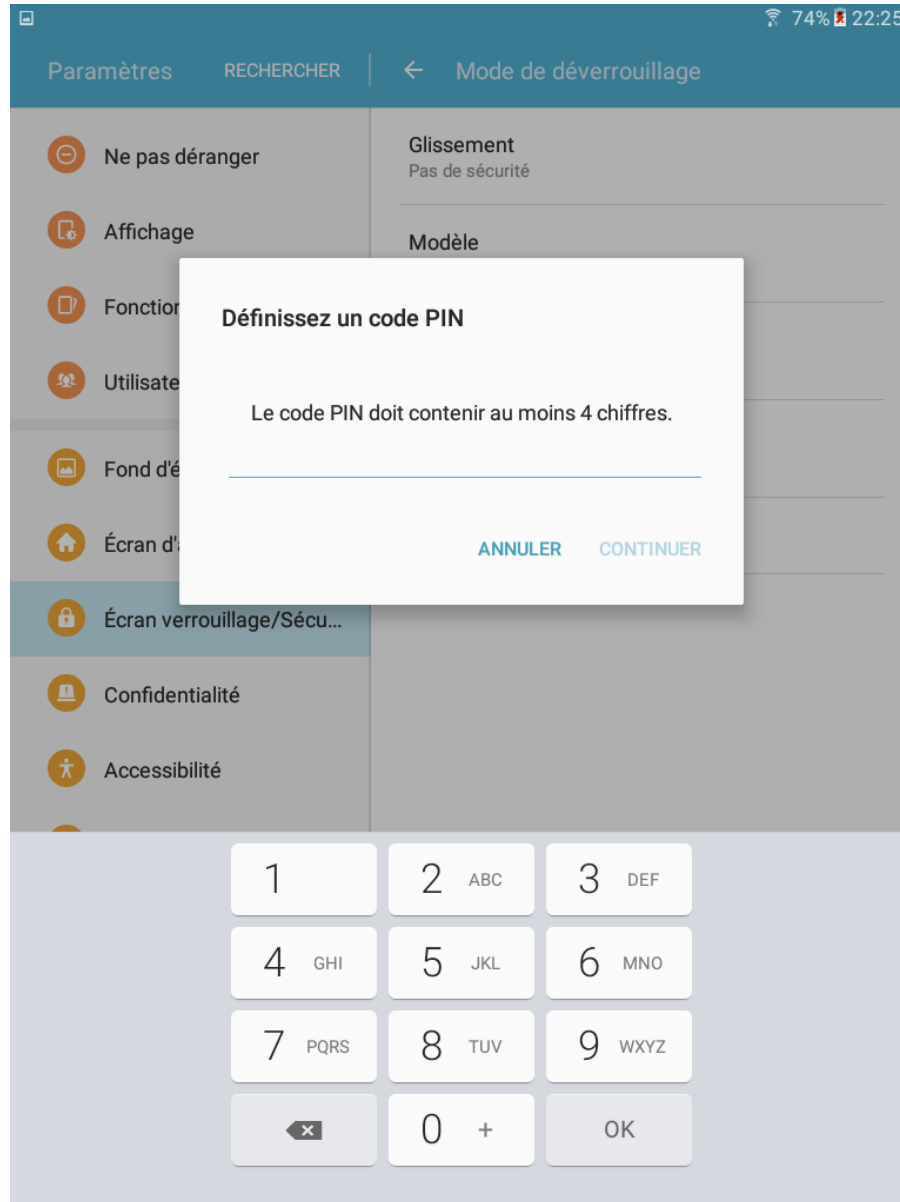 74% 22:25
Paramètres RECHERCHER Mode de déverrouillage
Ne pas déranger
Glissement
Pas de sécurité
Affichage
Modèle
Fonction
Utilisate
Fond d'é
Écran d'a
Écran verrouillage/Sécu...
Confidentialité
Accessibilité
Définissez un code PIN
Le code PIN doit contenir au moins 4 chiffres.
ANNULER CONTINUER
1 2 ABC 3 DEF
4 GHI 5 JKL 6 MNO
7 PQRS 8 TUV 9 WXYZ
0 + OK